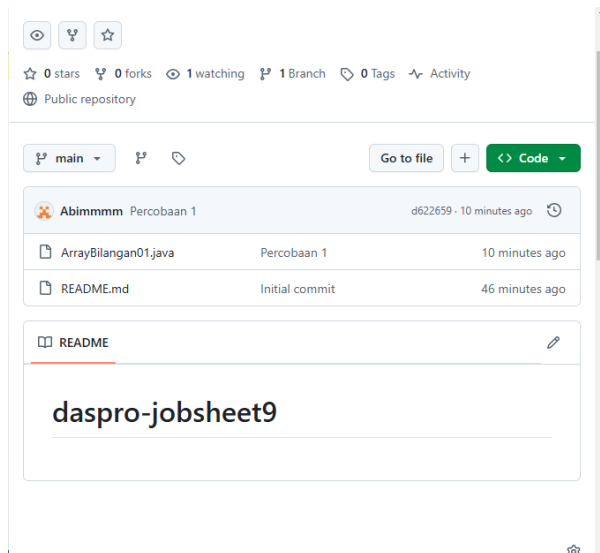 0 stars 0 forks 1 watching 1 Branch 0 Tags Activity
Public repository
main Go to file + <> Code
Abimmmm Percobaan 1 d622659 · 10 minutes ago
ArrayBilangan01.java Percobaan 1 10 minutes ago
README.md Initial commit 46 minutes ago
README
daspro-jobsheet9